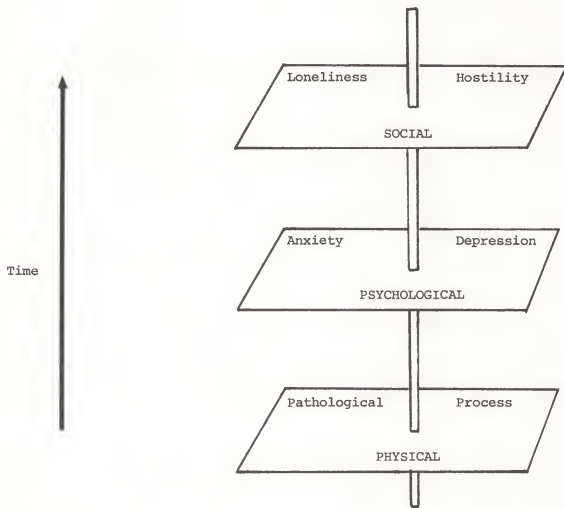 Loneliness Hostility
SOCIAL
Anxiety Depression
Time
PSYCHOLOGICAL
Pathological Process
PHYSICAL